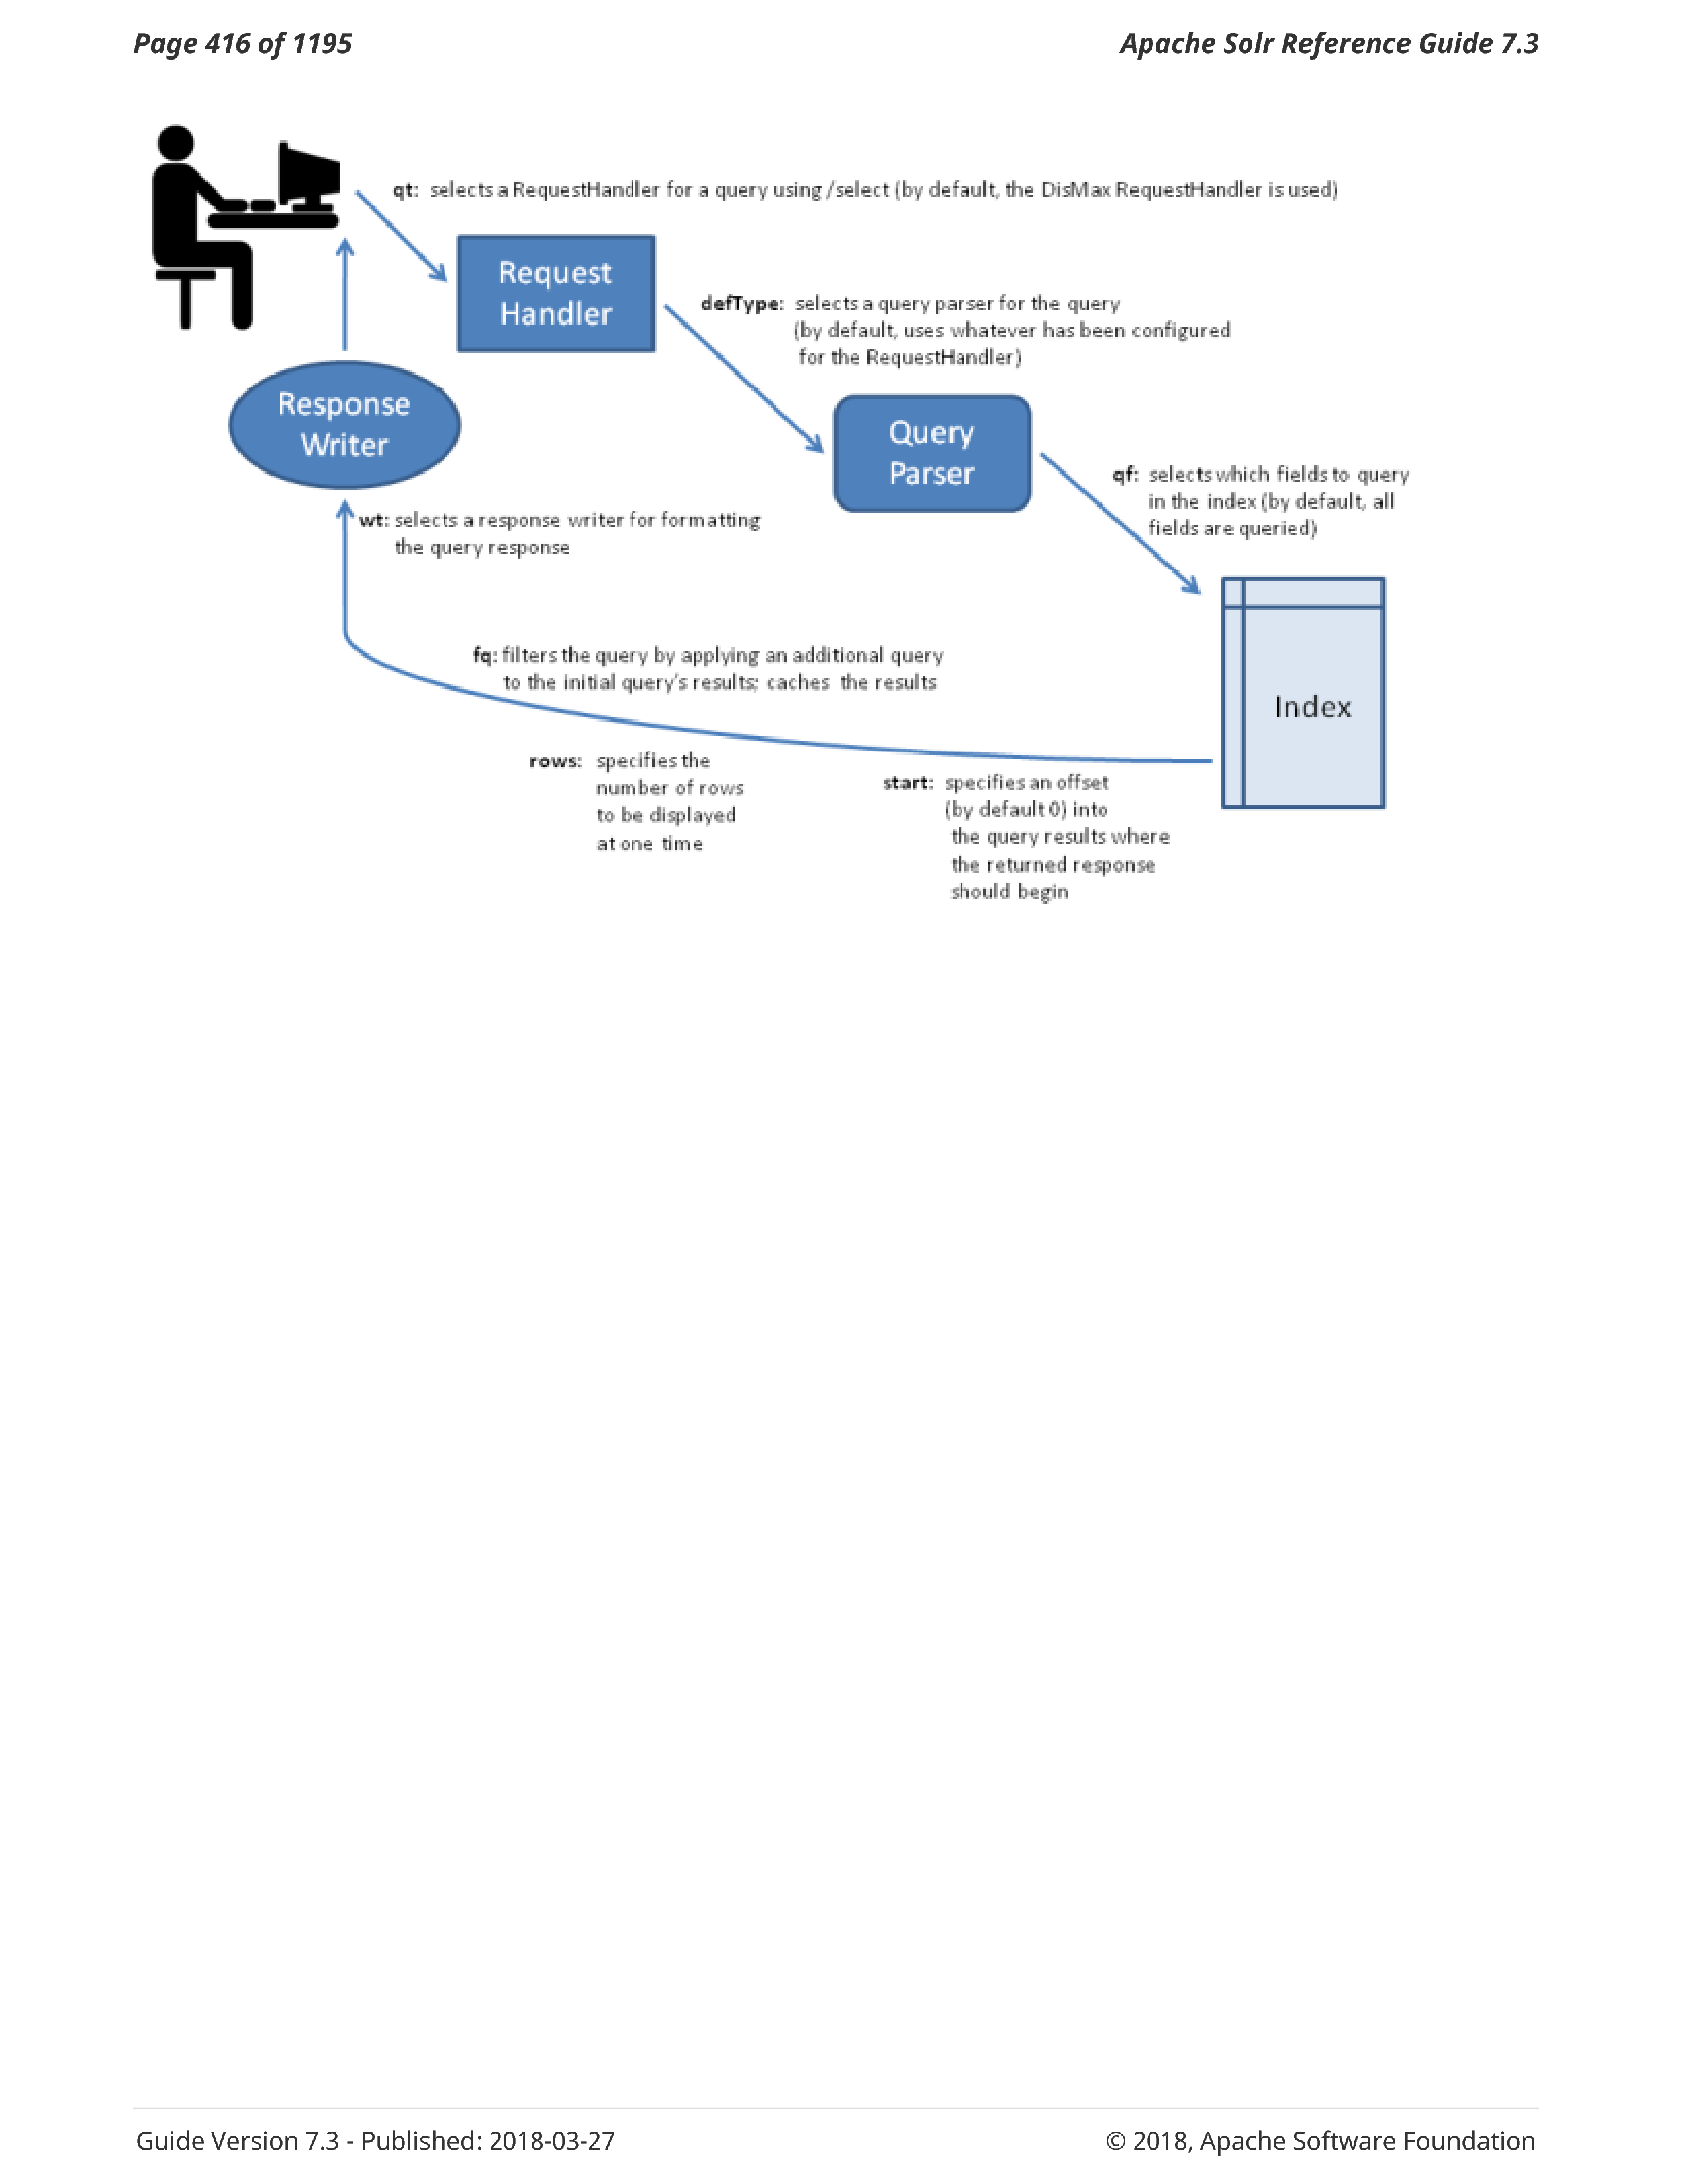 Page 416 of 1195
Apache Solr Reference Guide 7.3
qt: selects a RequestHandler for a query using /select (by default, the DisMax RequestHandler is used)
Request
Handler
defType: selects a query parser for the query
(by default, uses whatever has been configured
for the RequestHandler)
Response
Writer
Query
Parser
qf: selects which fields to query
in the index (by default, all
fields are queried)
wt: selects a response writer for formatting
the query response
fq: filters the query by applying an additional query
to the initial query's results; caches the results
Index
rows: specifies the
number of rows
to be displayed
at one time
start: specifies an offset
(by default 0) into
the query results where
the returned response
should begin
Guide Version 7.3 - Published: 2018-03-27
© 2018, Apache Software Foundation